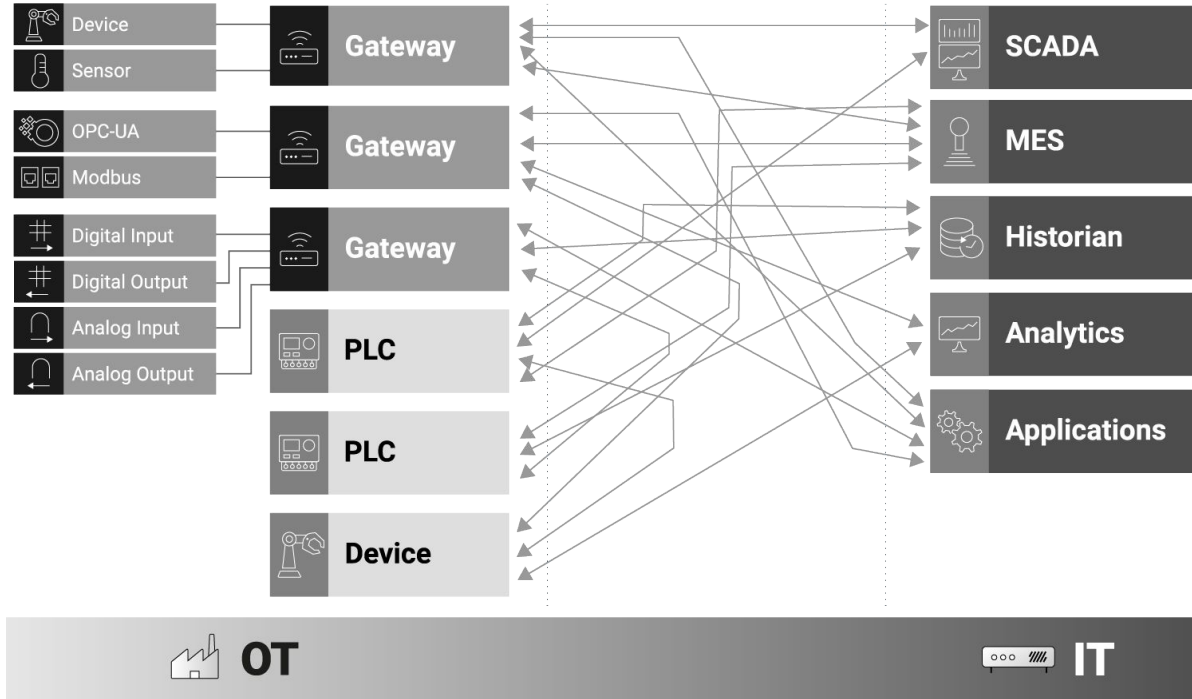 Device
Sensor
OPC-UA
Modbus
Digital Input
Digital Output
Analog Input
Analog Output
Gateway
Gateway
Gateway
PLC
PLC
Device
SCADA
MES
Historian
Analytics
Applications
OT
IT